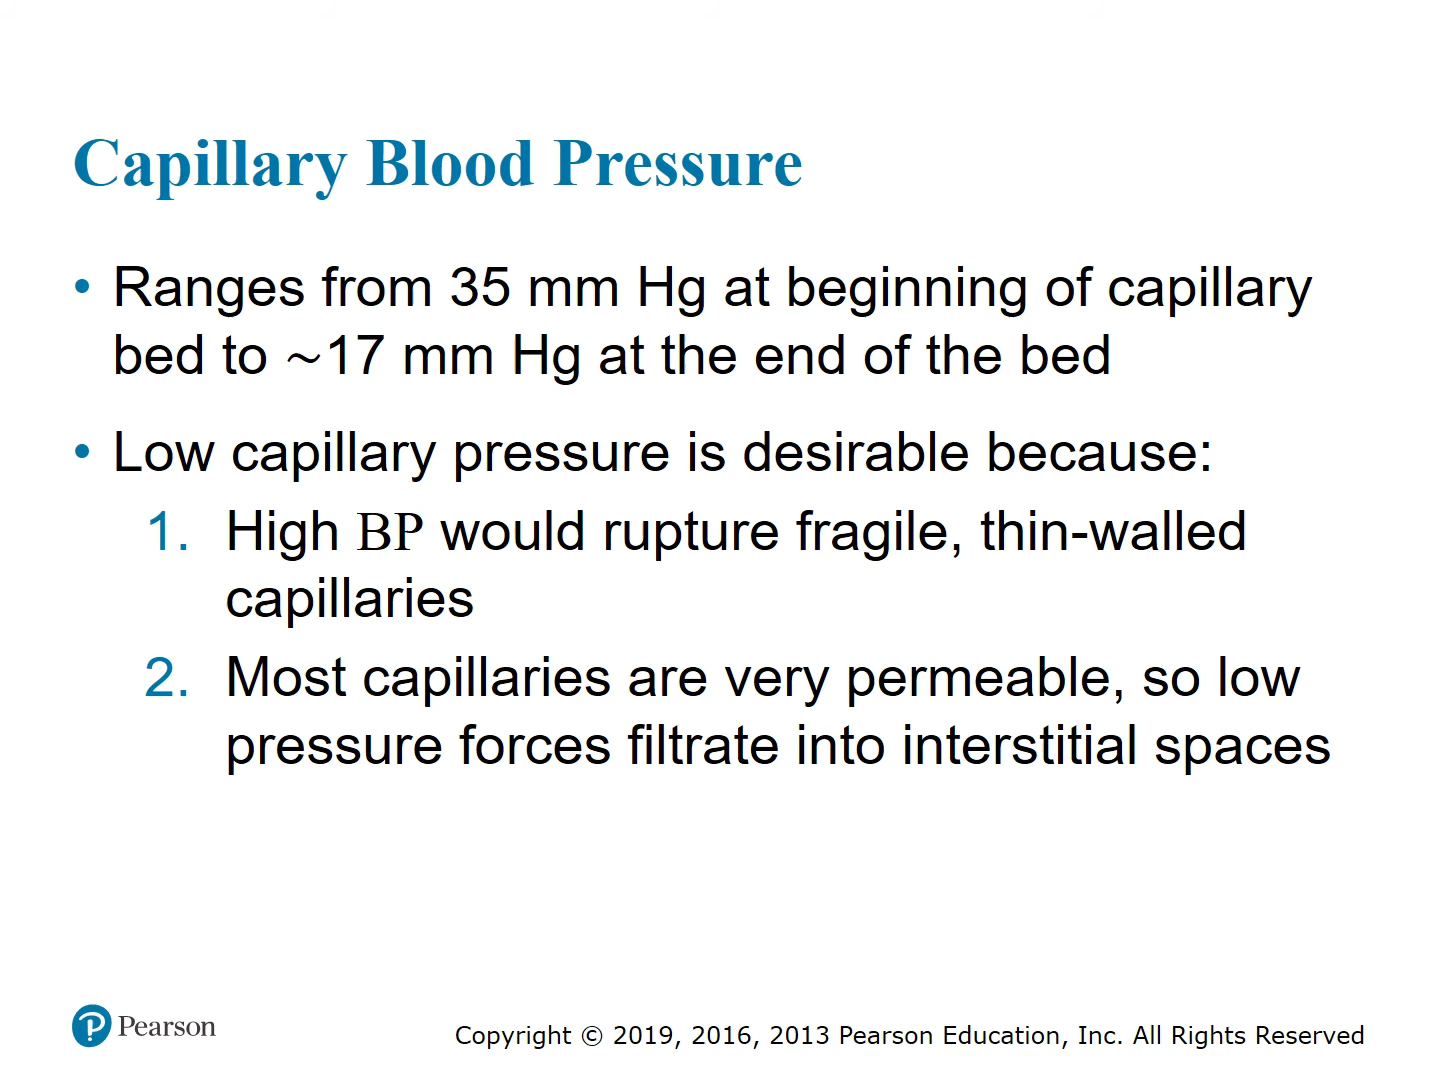 Capillary Blood Pressure
• Ranges from 35 mm Hg at beginning of capillary
bed to ~17 mm Hg at the end of the bed
• Low capillary pressure is desirable because:
1. High BP would rupture fragile, thin-walled
capillaries
2. Most capillaries are very permeable, so low
pressure forces filtrate into interstitial spaces
Pearson
Copyright © 2019, 2016, 2013 Pearson Education, Inc. All Rights Reserved